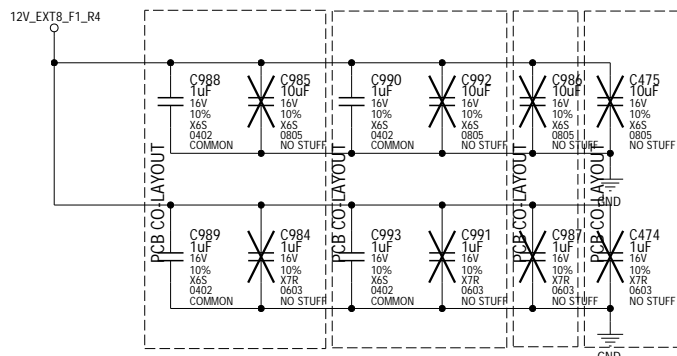 12V_EXT8_F1_R4
C988
1uF
16V
10%
X6S
0402
COMMON
C985
10uF
16V
10%
X6S
0805
NO STUFF
C990
1uF
16V
10%
X6S
0402
COMMON
C992
10uF
16V
10%
X6S
0805
NO STUFF
C986
10uF
16V
10%
X6S
0805
NO STUFF
C475
10uF
16V
10%
X6S
0805
NO STUFF
PCB CO-LAYOUT
PCB CO-LAYOUT
PCB CO-LAYOUT
PCB CO-LAYOUT
GND
C989
1uF
16V
10%
X6S
0402
COMMON
C984
1uF
16V
10%
X7R
0603
NO STUFF
C993
1uF
16V
10%
X6S
0402
COMMON
C991
1uF
16V
10%
X7R
0603
NO STUFF
C987
1uF
16V
10%
X7R
0603
NO STUFF
C474
1uF
16V
10%
X7R
0603
NO STUFF
GND